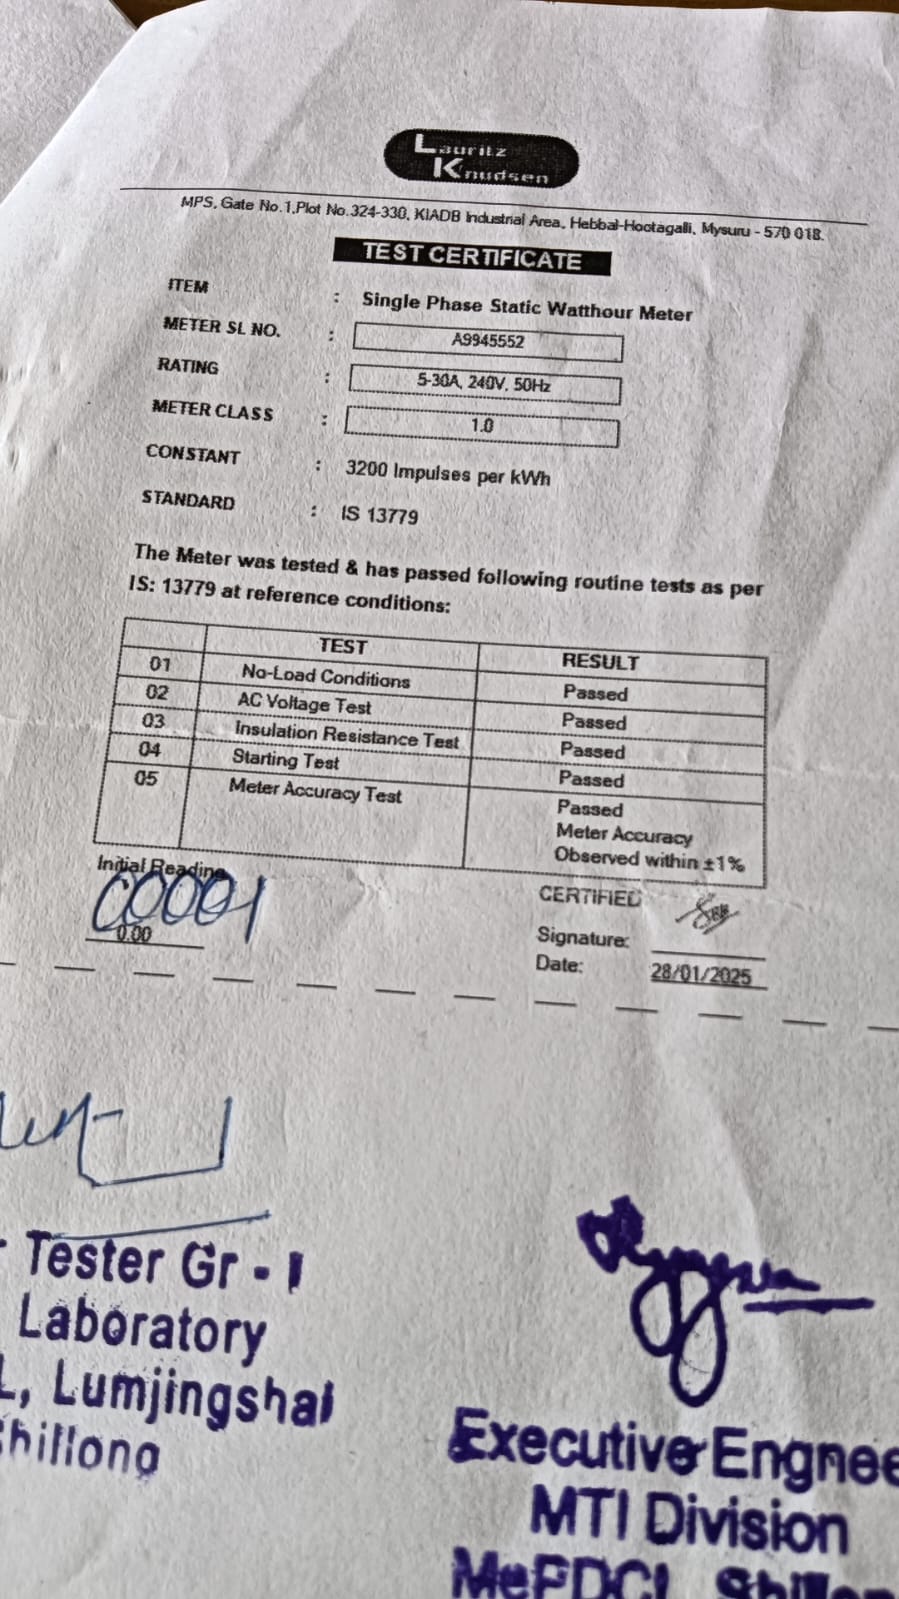 Lauritz
Knudsen
MPS, Gate No.1,Plot No.324-330, KIADB Industrial Area, Hebbal-Hootagalli, Mysuru - 570 018.
TEST CERTIFICATE
ITEM : Single Phase Static Watthour Meter
METER SL NO. : A9945552
RATING : 5-30A, 240V, 50Hz
METER CLASS : 1.0
CONSTANT : 3200 Impulses per kWh
STANDARD : IS 13779
The Meter was tested & has passed following routine tests as per
IS: 13779 at reference conditions:
TEST RESULT
01 No-Load Conditions Passed
02 AC Voltage Test Passed
03 Insulation Resistance Test Passed
04 Starting Test Passed
05 Meter Accuracy Test Passed
Meter Accuracy
Observed within ±1%
Initial Reading
00001
0.00
CERTIFIED
Signature:
Date: 28/01/2025
Tester Gr - I
Laboratory
L, Lumjingshai
Shillong
Executive Engnee
MTI Division
MePDCL Shillon